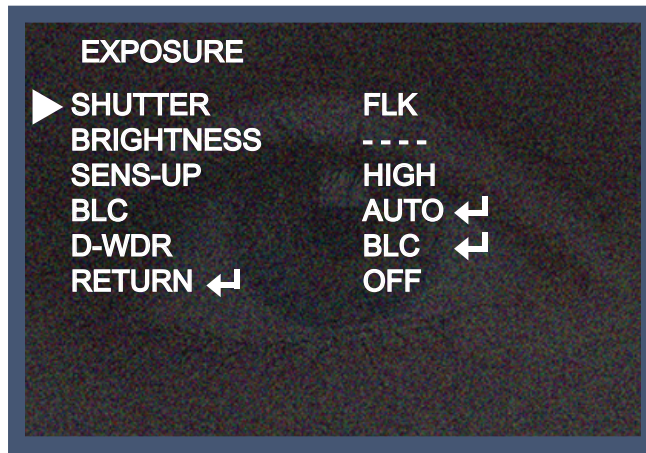 EXPOSURE
SHUTTER FLK
BRIGHTNESS ----
SENS-UP HIGH
BLC AUTO ↲
D-WDR BLC ↲
RETURN ↲ OFF